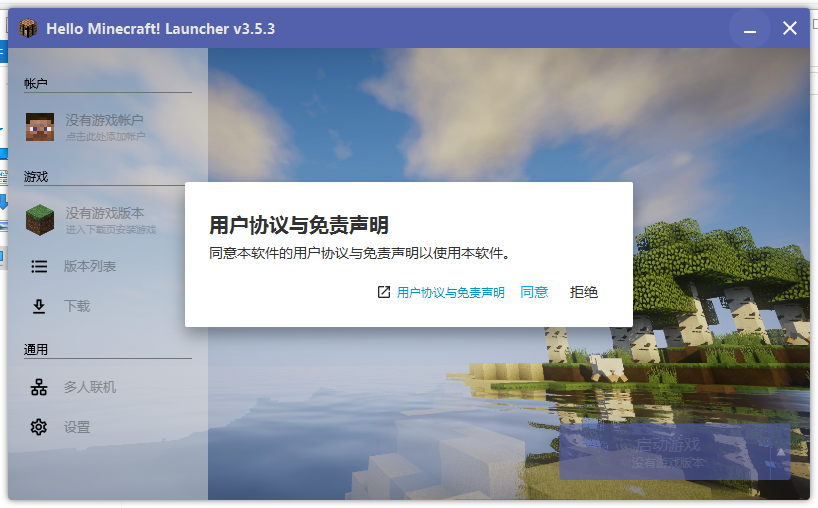 Hello Minecraft! Launcher v3.5.3
帐户
没有游戏帐户
点击此处添加帐户
游戏
没有游戏版本
进入下载页安装游戏
版本列表
下载
通用
多人联机
设置
用户协议与免责声明
同意本软件的用户协议与免责声明以使用本软件。
用户协议与免责声明 同意 拒绝
启动游戏
没有游戏版本